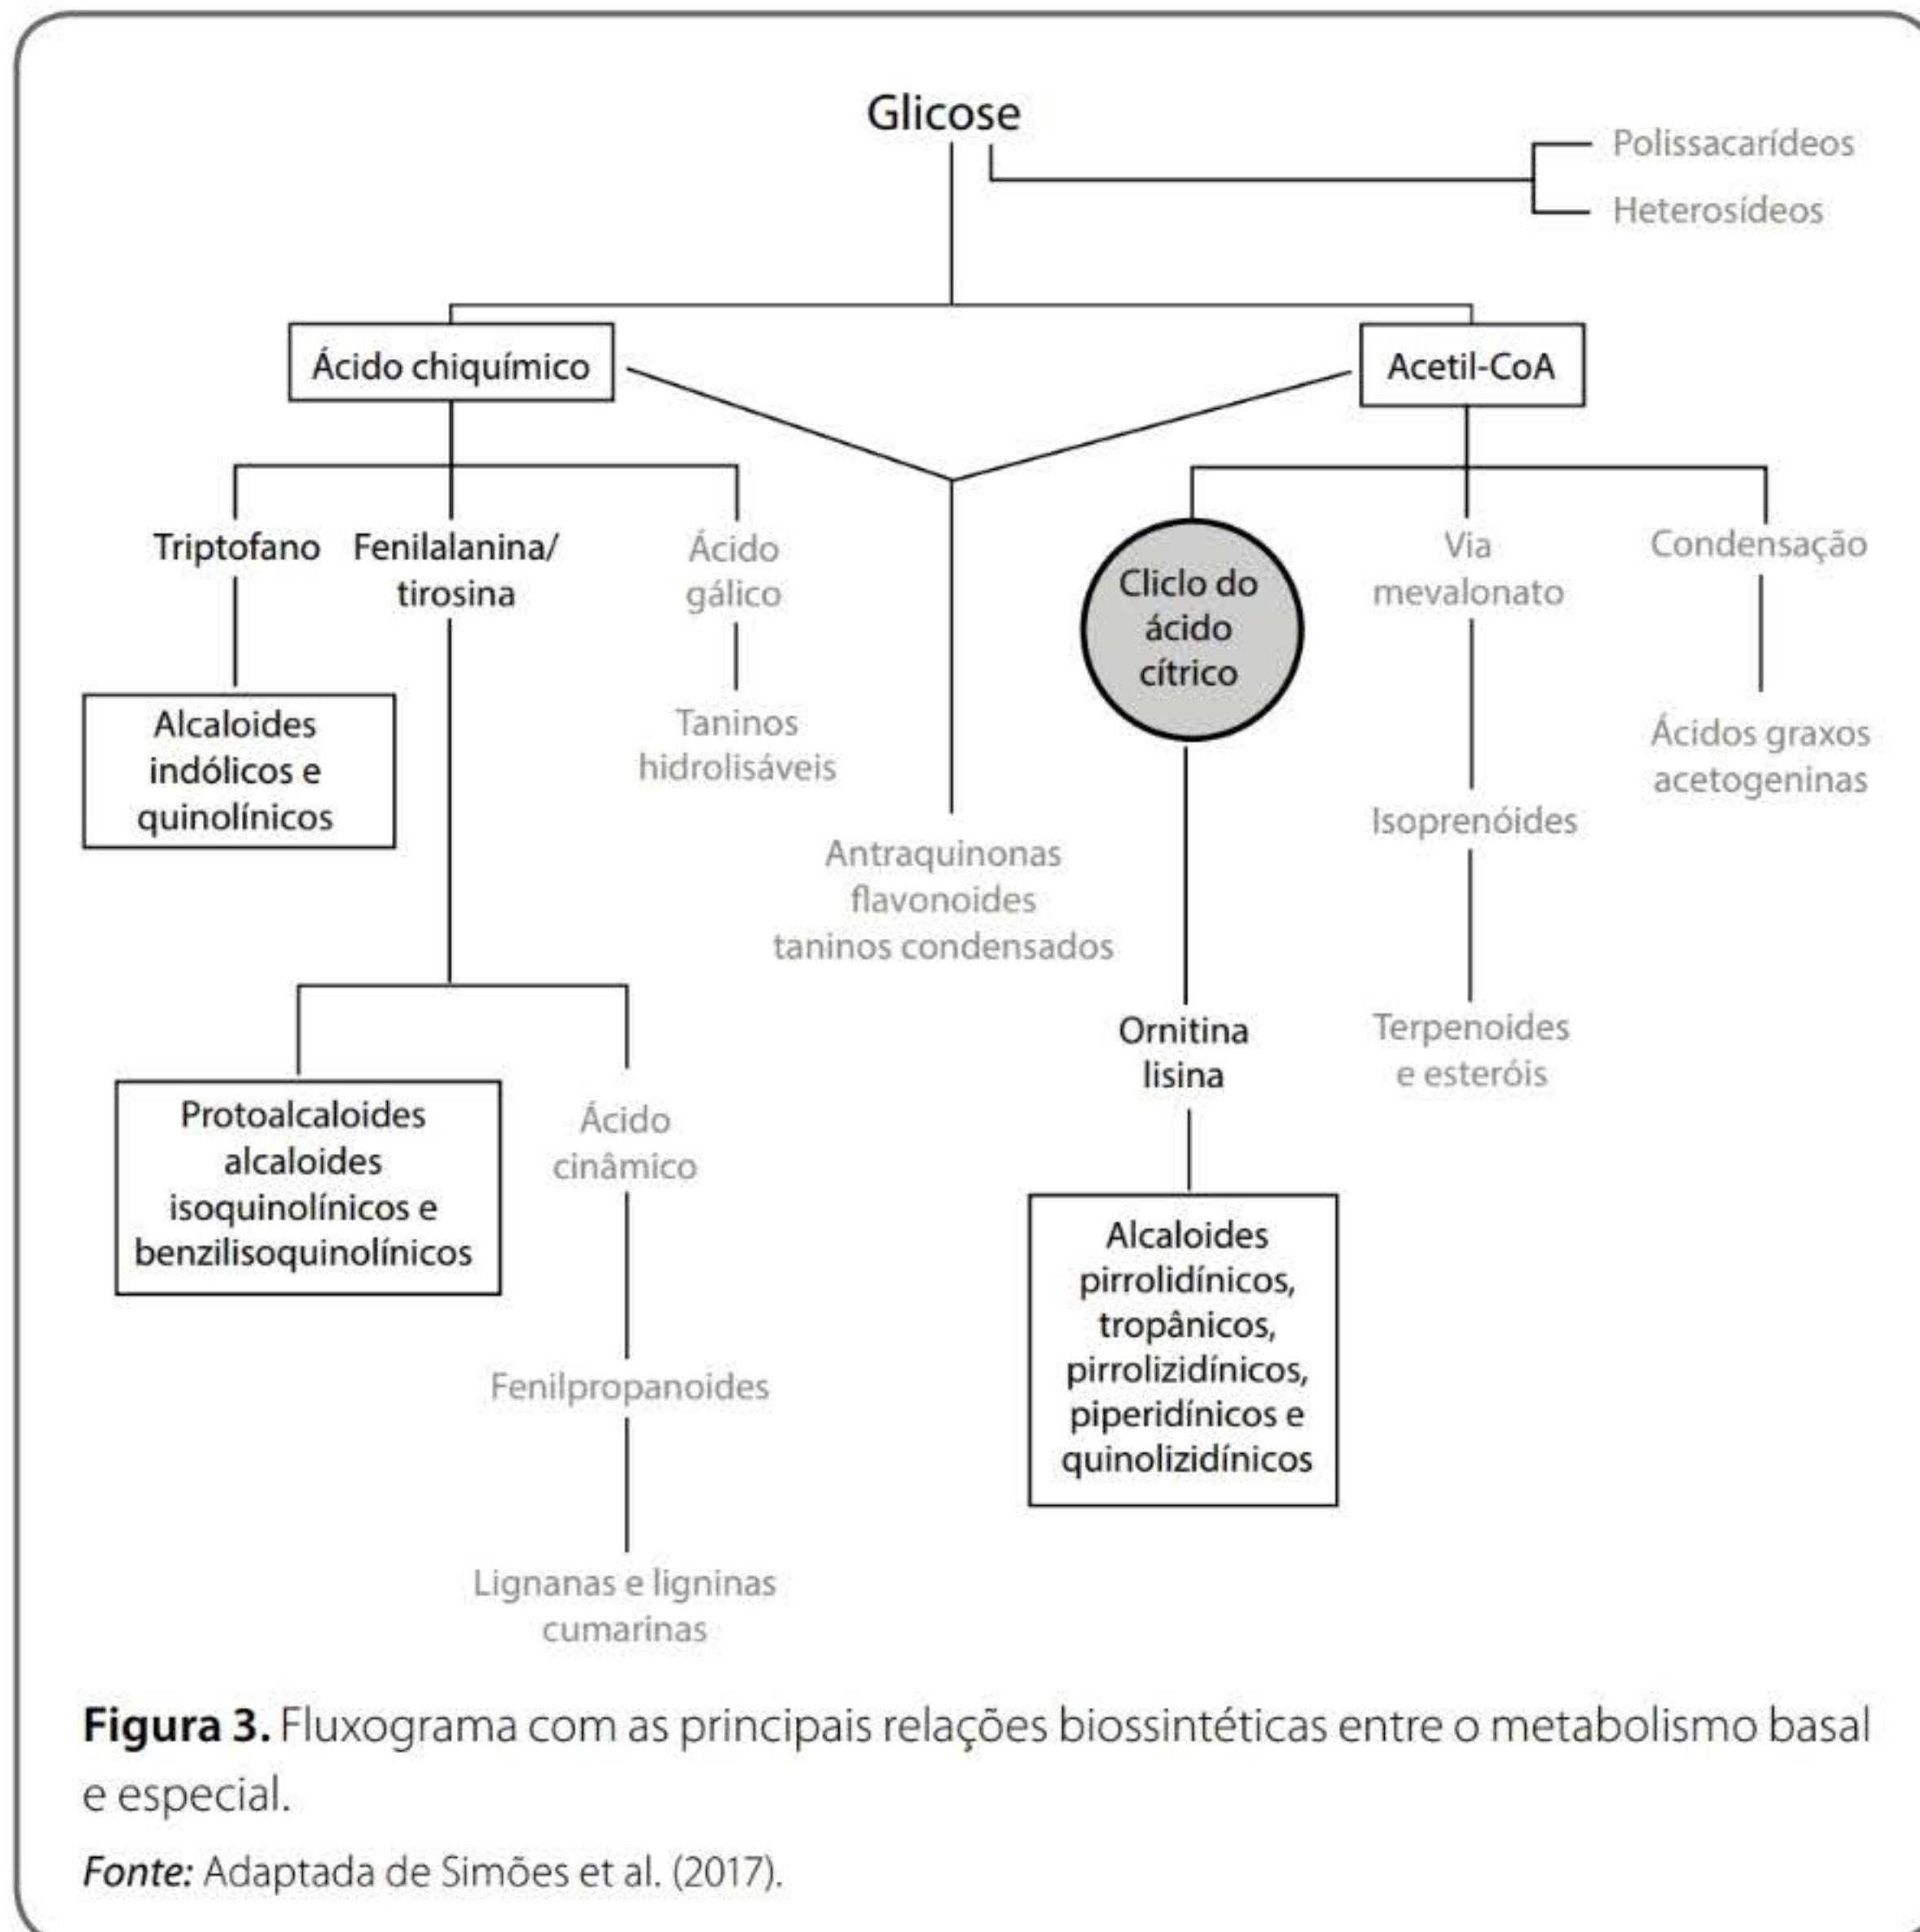 Glicose
Polissacarídeos
Heterosídeos
Ácido chiquímico
Acetil-CoA
Triptofano
Fenilalanina/
tirosina
Ácido
gálico
Cliclo do
ácido
cítrico
Via
mevalonato
Condensação
Alcaloides
indólicos e
quinolínicos
Taninos
hidrolisáveis
Ácidos graxos
acetogeninas
Antraquinonas
flavonoides
taninos condensados
Isoprenóides
Ornitina
lisina
Terpenoides
e esteróis
Protoalcaloides
alcaloides
isoquinolínicos e
benzilisoquinolínicos
Ácido
cinâmico
Alcaloides
pirrolidínicos,
tropânicos,
pirrolizidínicos,
piperidínicos e
quinolizidínicos
Fenilpropanoides
Lignanas e ligninas
cumarinas
Figura 3. Fluxograma com as principais relações biossintéticas entre o metabolismo basal
e especial.
Fonte: Adaptada de Simões et al. (2017).